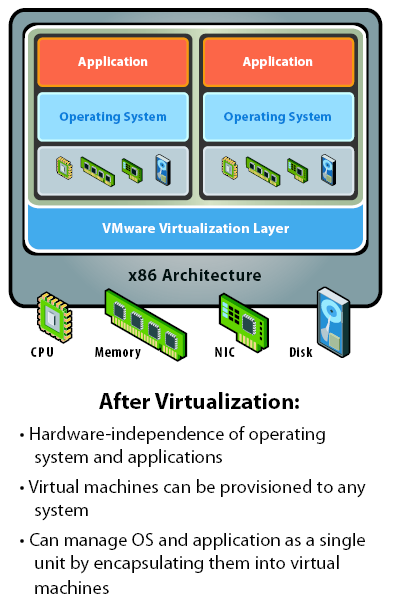 Application Application
Operating System Operating System
VMware Virtualization Layer
x86 Architecture
CPU Memory NIC Disk
After Virtualization:
• Hardware-independence of operating
system and applications
• Virtual machines can be provisioned to any
system
• Can manage OS and application as a single
unit by encapsulating them into virtual
machines